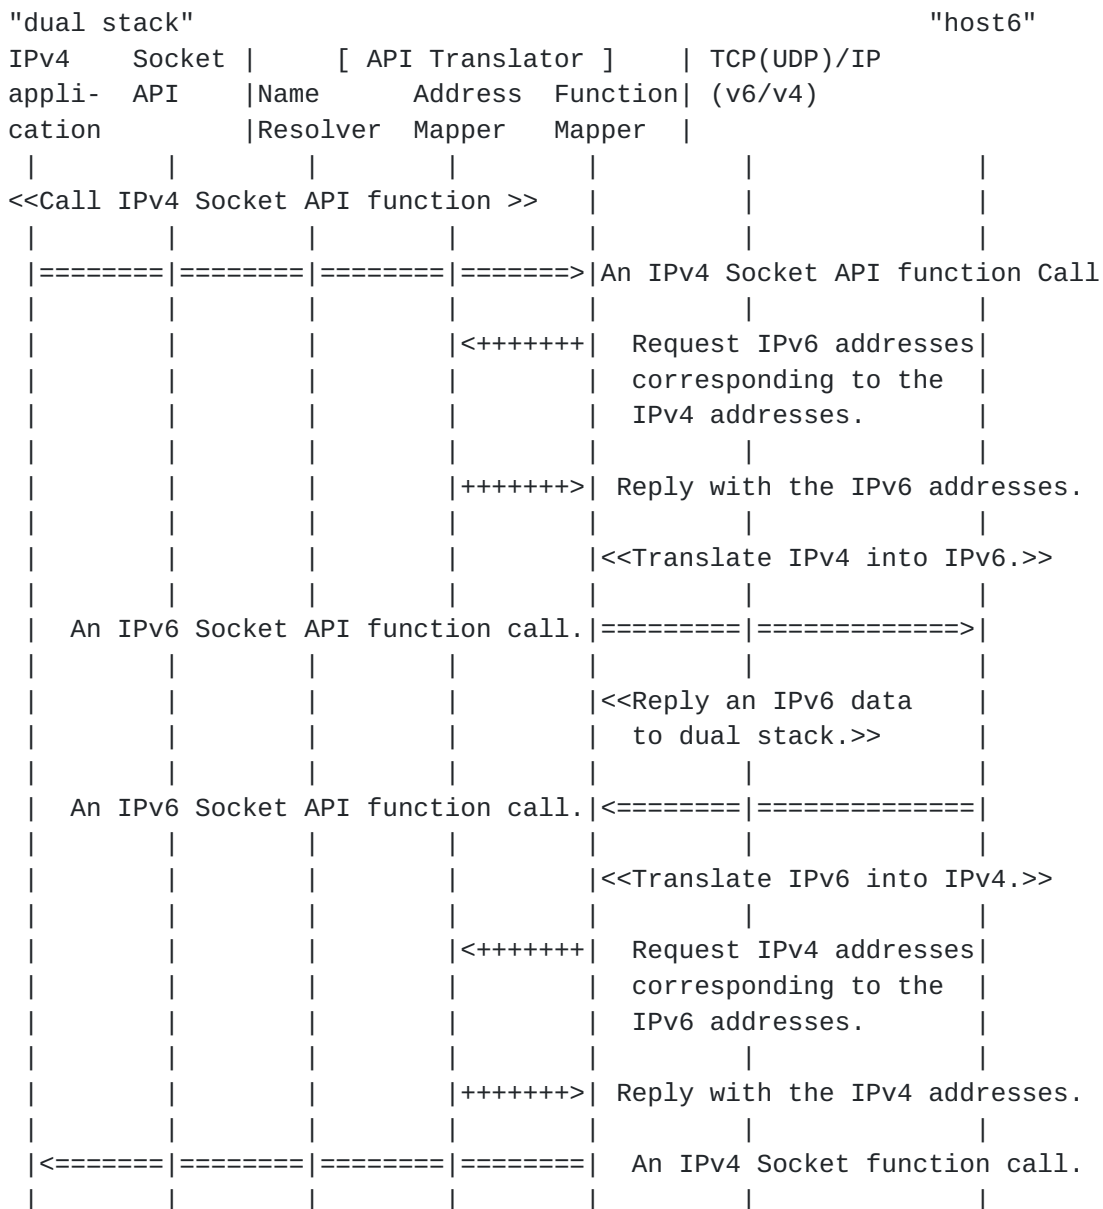 "dual stack"                                               "host6"
IPv4    Socket |     [ API Translator ]    | TCP(UDP)/IP
appli-  API    |Name      Address  Function| (v6/v4)
cation         |Resolver  Mapper   Mapper  |
 |        |        |        |        |         |              |
<<Call IPv4 Socket API function >>   |         |              |
 |        |        |        |        |         |              |
 |========|========|========|=======>|An IPv4 Socket API function Call
 |        |        |        |        |         |              |
 |        |        |        |<+++++++|  Request IPv6 addresses|
 |        |        |        |        |  corresponding to the  |
 |        |        |        |        |  IPv4 addresses.       |
 |        |        |        |        |         |              |
 |        |        |        |+++++++>| Reply with the IPv6 addresses.
 |        |        |        |        |         |              |
 |        |        |        |        |<<Translate IPv4 into IPv6.>>
 |        |        |        |        |         |              |
 |  An IPv6 Socket API function call.|=========|=============>|
 |        |        |        |        |         |              |
 |        |        |        |        |<<Reply an IPv6 data    |
 |        |        |        |        |  to dual stack.>>      |
 |        |        |        |        |         |              |
 |  An IPv6 Socket API function call.|<========|==============|
 |        |        |        |        |         |              |
 |        |        |        |        |<<Translate IPv6 into IPv4.>>
 |        |        |        |        |         |              |
 |        |        |        |<+++++++|  Request IPv4 addresses|
 |        |        |        |        |  corresponding to the  |
 |        |        |        |        |  IPv6 addresses.       |
 |        |        |        |        |         |              |
 |        |        |        |+++++++>| Reply with the IPv4 addresses.
 |        |        |        |        |         |              |
 |<=======|========|========|========|  An IPv4 Socket function call.
 |        |        |        |        |         |              |